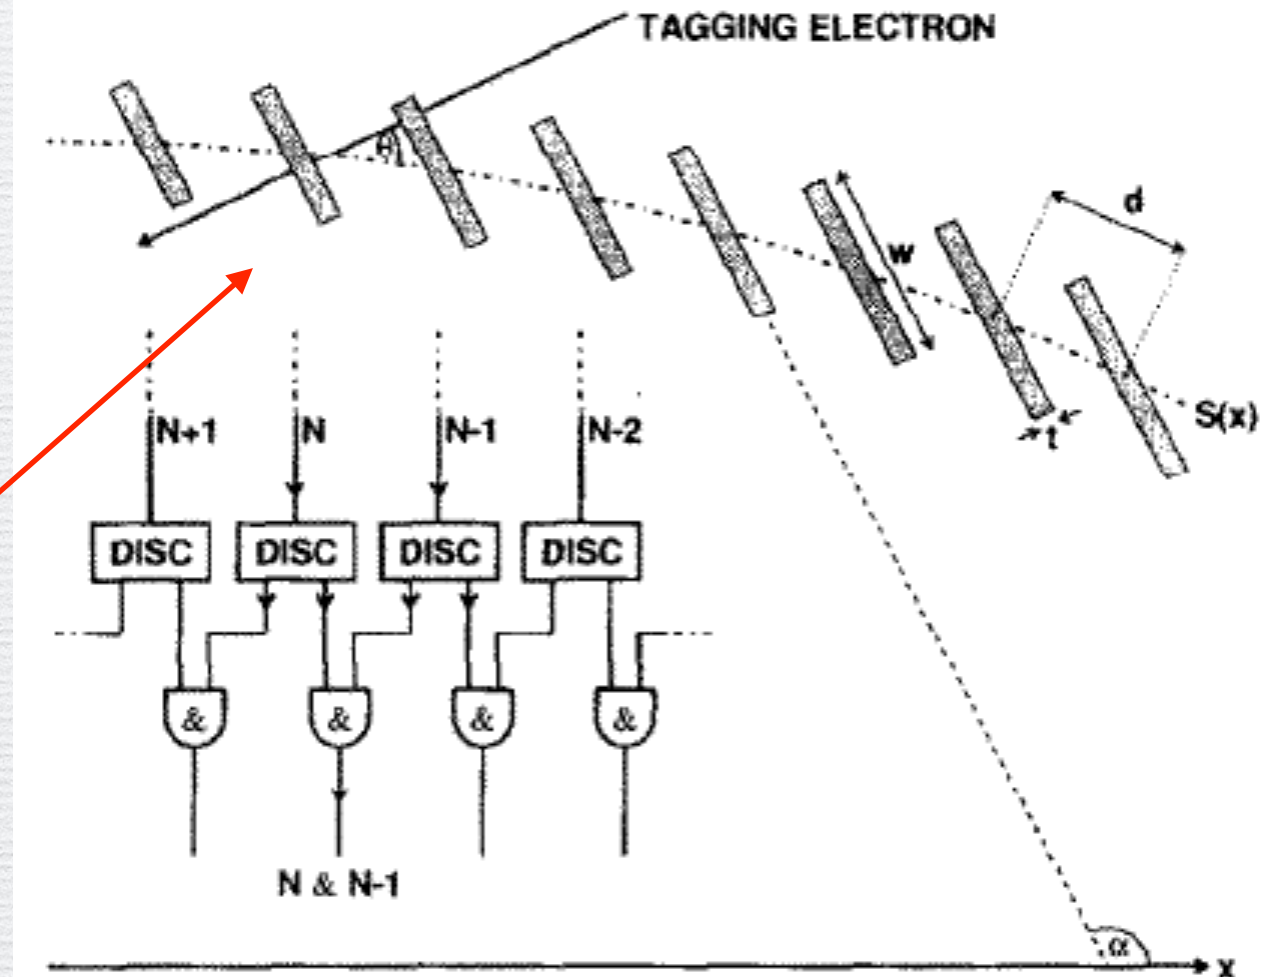 TAGGING ELECTRON
θ
d
w
S(x)
t
N+1 N N-1 N-2
DISC DISC DISC DISC
& & & &
N & N-1
α
x